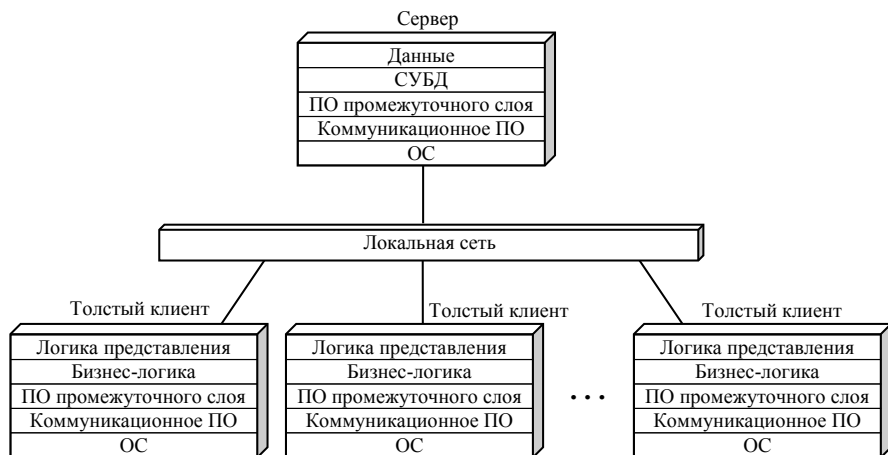 Сервер
Данные
СУБД
ПО промежуточного слоя
Коммуникационное ПО
ОС
Локальная сеть
Толстый клиент
Логика представления
Бизнес-логика
ПО промежуточного слоя
Коммуникационное ПО
ОС
Толстый клиент
Логика представления
Бизнес-логика
ПО промежуточного слоя
Коммуникационное ПО
ОС
. . .
Толстый клиент
Логика представления
Бизнес-логика
ПО промежуточного слоя
Коммуникационное ПО
ОС